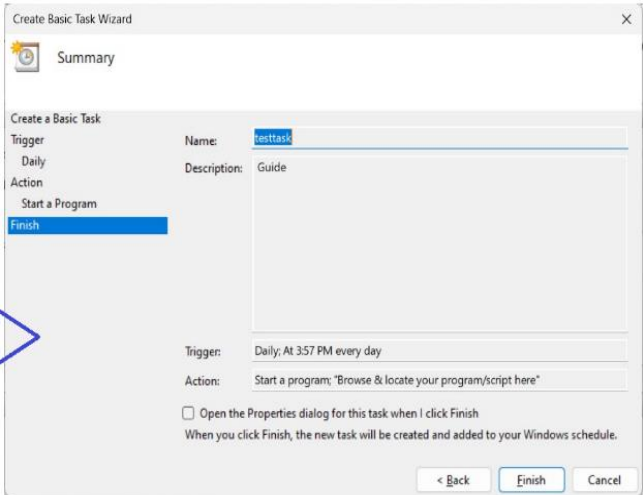 Create Basic Task Wizard
Summary
Create a Basic Task
Trigger
Daily
Action
Start a Program
Finish
Name: testtask
Description: Guide
Trigger: Daily; At 3:57 PM every day
Action: Start a program; "Browse & locate your program/script here"
Open the Properties dialog for this task when I click Finish
When you click Finish, the new task will be created and added to your Windows schedule.
< Back Finish Cancel